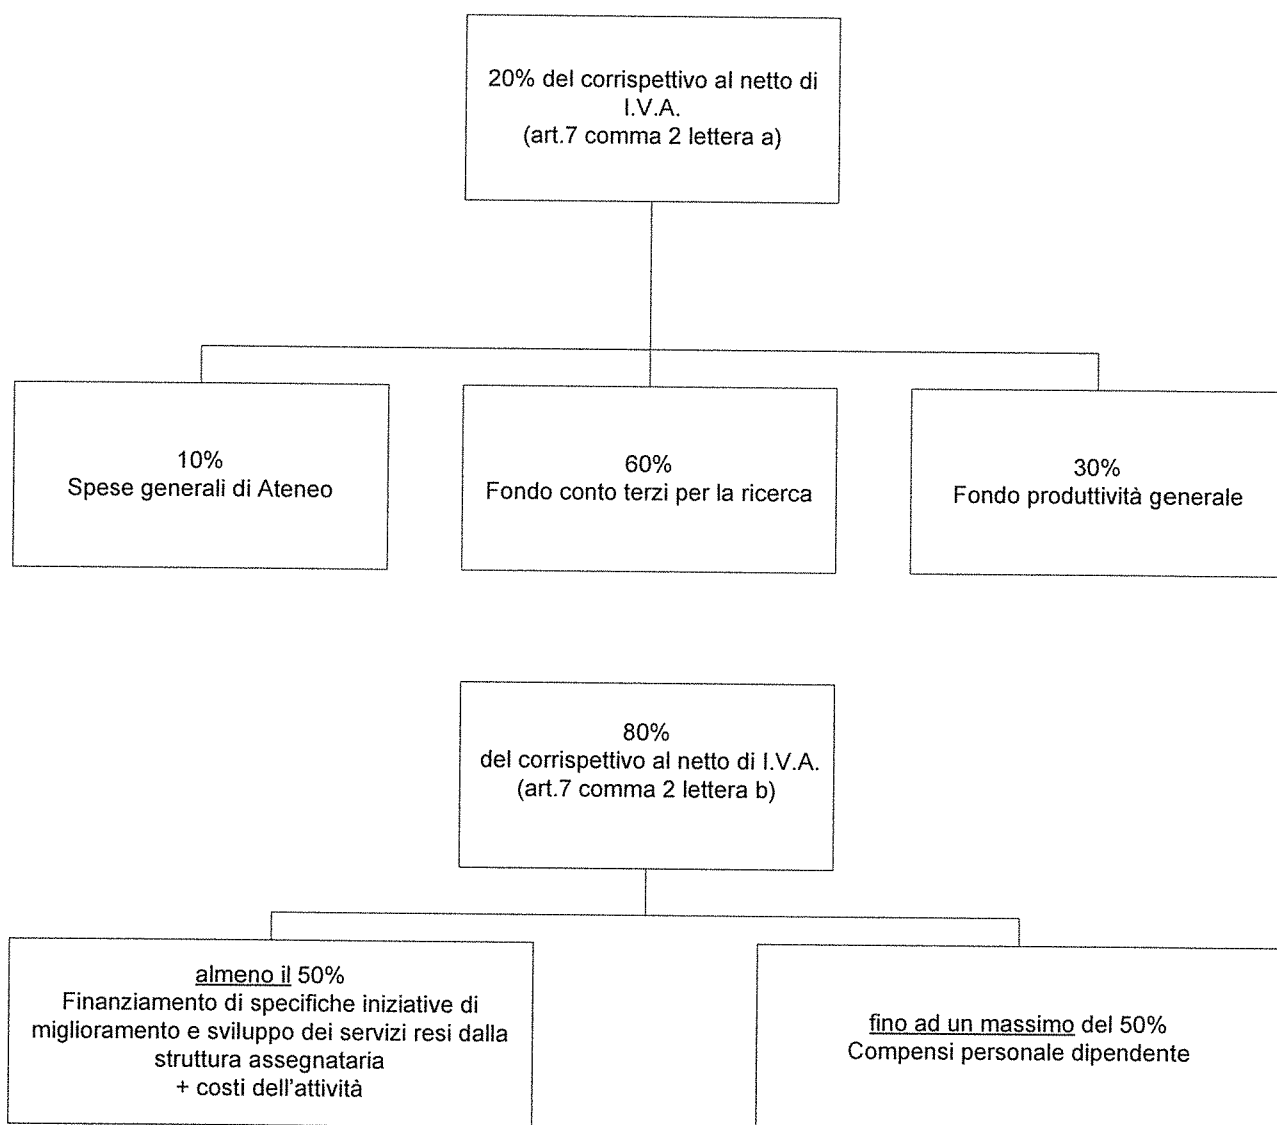 20% del corrispettivo al netto di
I.V.A.
(art.7 comma 2 lettera a)
10%
Spese generali di Ateneo
60%
Fondo conto terzi per la ricerca
30%
Fondo produttività generale
80%
del corrispettivo al netto di I.V.A.
(art.7 comma 2 lettera b)
almeno il 50%
Finanziamento di specifiche iniziative di
miglioramento e sviluppo dei servizi resi dalla
struttura assegnataria
+ costi dell'attività
fino ad un massimo del 50%
Compensi personale dipendente